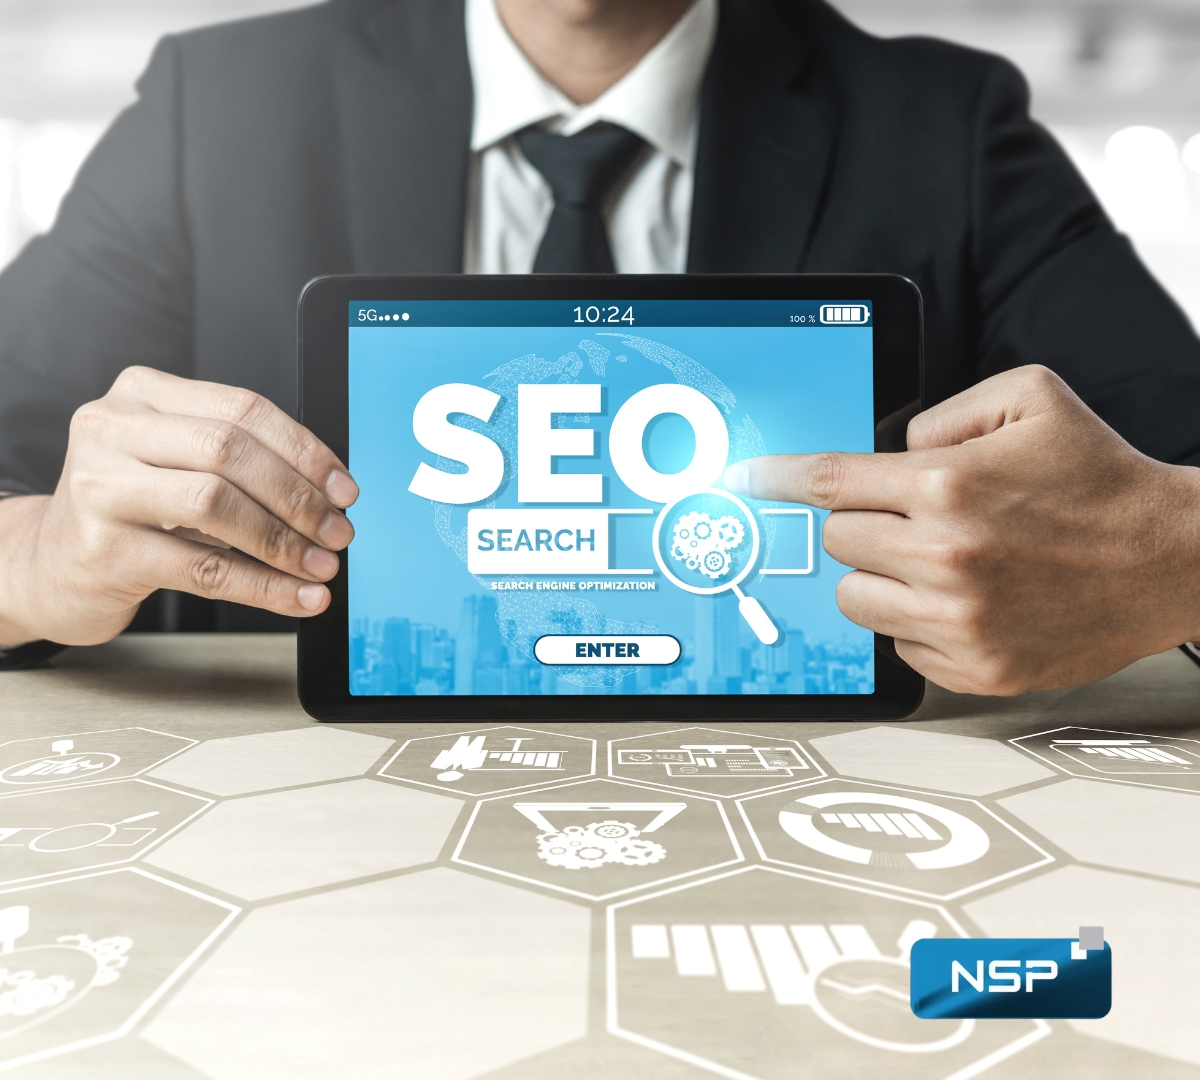 5G
10:24
100 %
SEO
SEARCH
SEARCH ENGINE OPTIMIZATION
ENTER
NSP